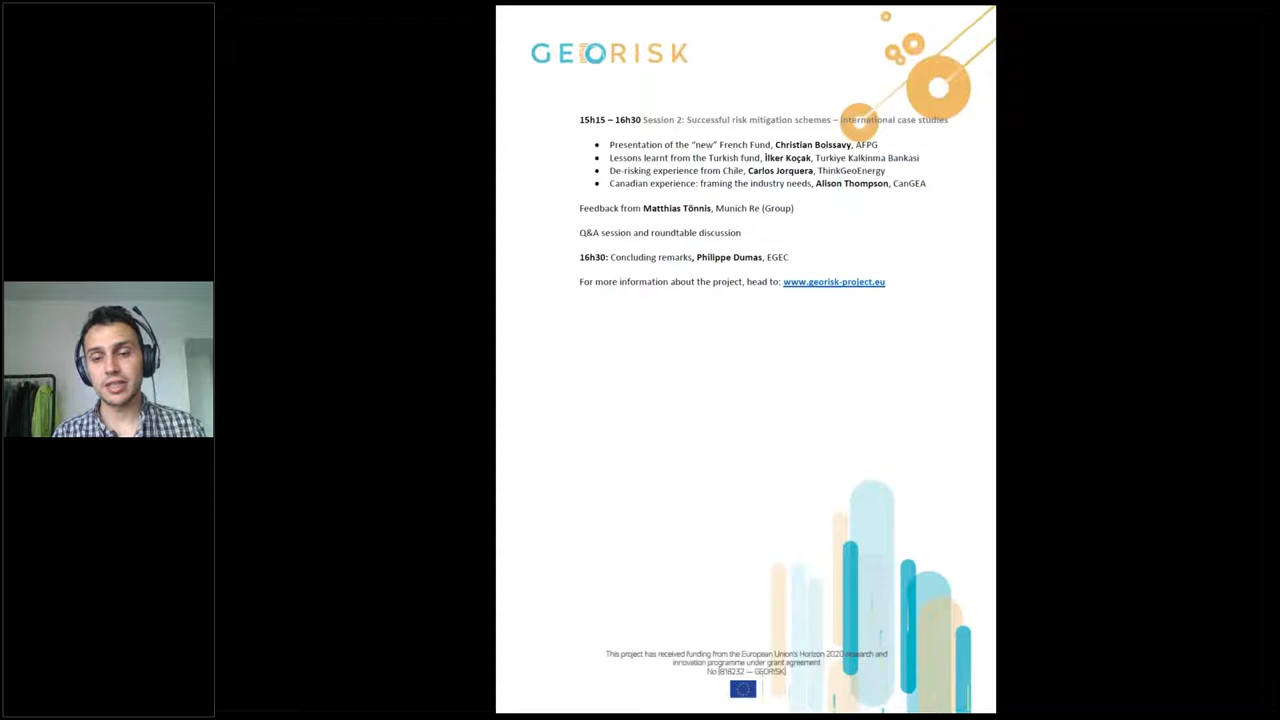 GEORISK
15h15 – 16h30 Session 2: Successful risk mitigation schemes – international case studies
• Presentation of the “new” French Fund, Christian Boissavy, AFPG
• Lessons learnt from the Turkish fund, İlker Koçak, Turkiye Kalkinma Bankasi
• De-risking experience from Chile, Carlos Jorquera, ThinkGeoEnergy
• Canadian experience: framing the industry needs, Alison Thompson, CanGEA
Feedback from Matthias Tönnis, Munich Re (Group)
Q&A session and roundtable discussion
16h30: Concluding remarks, Philippe Dumas, EGEC
For more information about the project, head to: www.georisk-project.eu
This project has received funding from the European Union's Horizon 2020 research and
innovation programme under grant agreement
No [818232 — GEORISK]